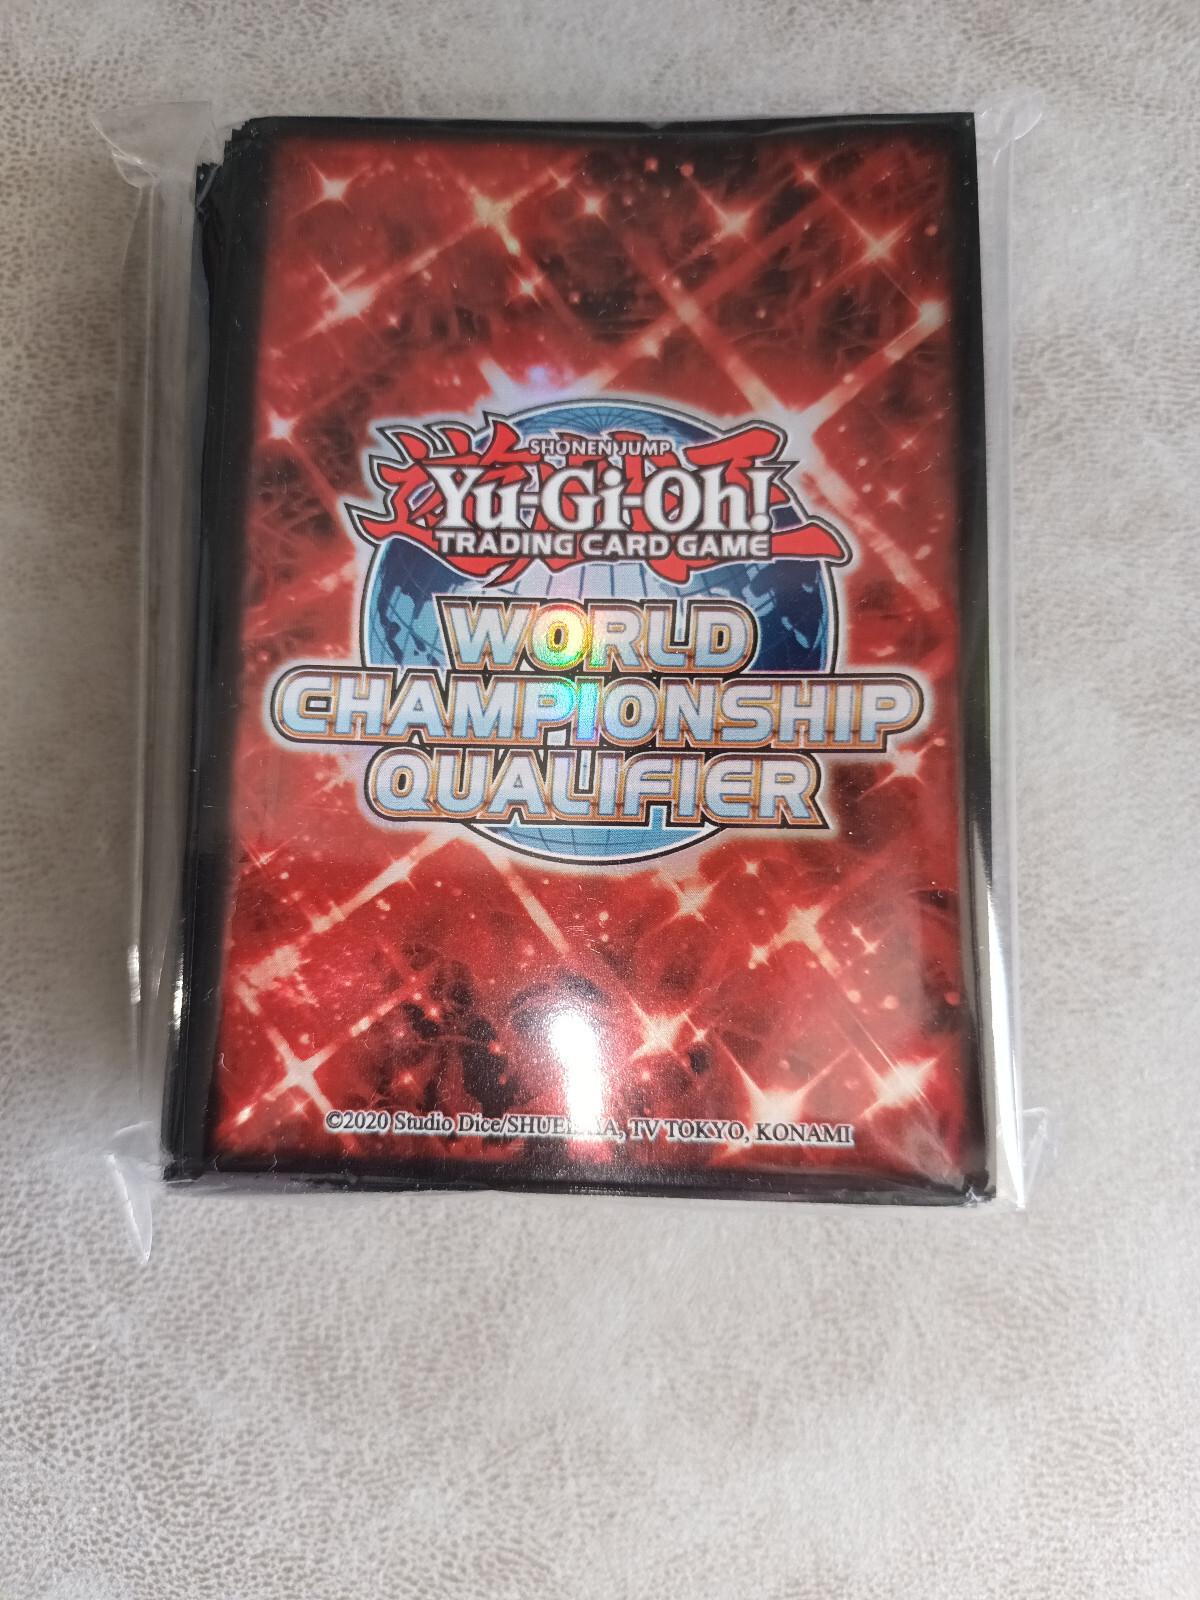 SHONEN JUMP
Yu-Gi-Oh!
TRADING CARD GAME
WORLD
CHAMPIONSHIP
QUALIFIER
©2020 Studio Dice/SHUEISHA, TV TOKYO, KONAMI